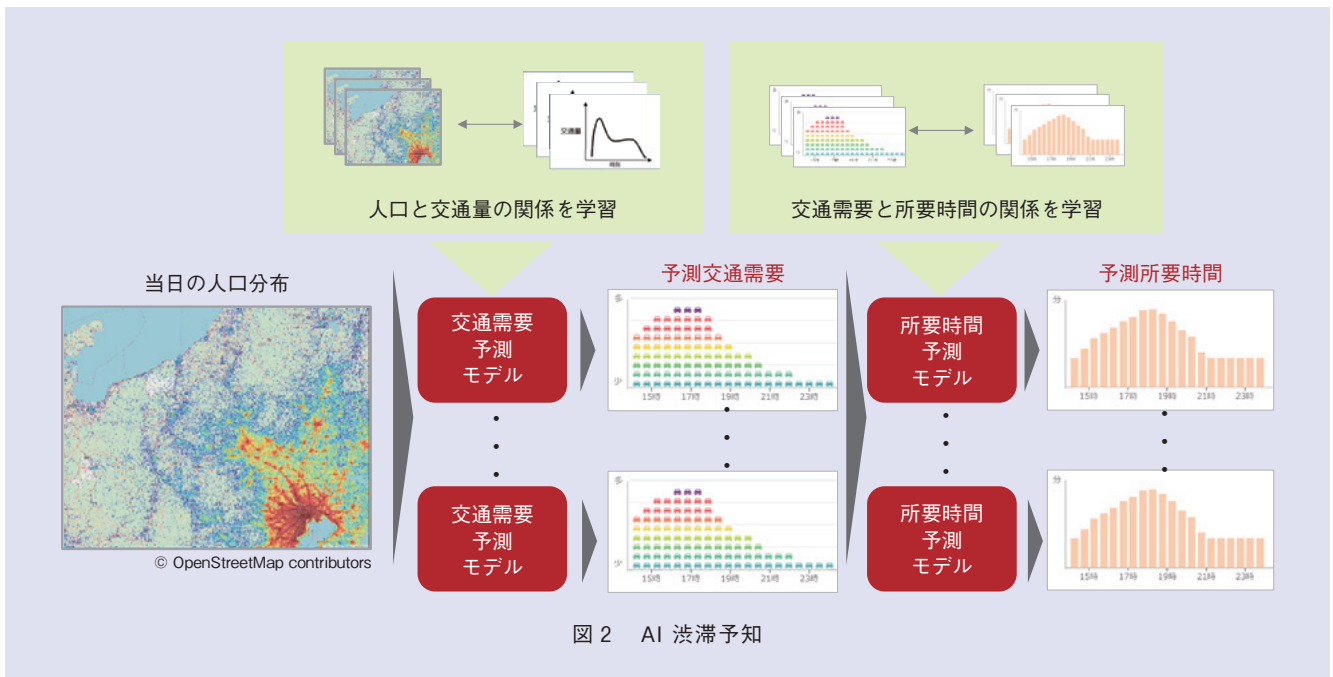 交通量
時刻
人口と交通量の関係を学習
交通需要と所要時間の関係を学習
当日の人口分布
© OpenStreetMap contributors
交通需要
予測
モデル
予測交通需要
多
少
15時 17時 19時 21時 23時
所要時間
予測
モデル
予測所要時間
分
15時 17時 19時 21時 23時
交通需要
予測
モデル
多
少
15時 17時 19時 21時 23時
所要時間
予測
モデル
分
15時 17時 19時 21時 23時
図 2 AI 渋滞予知